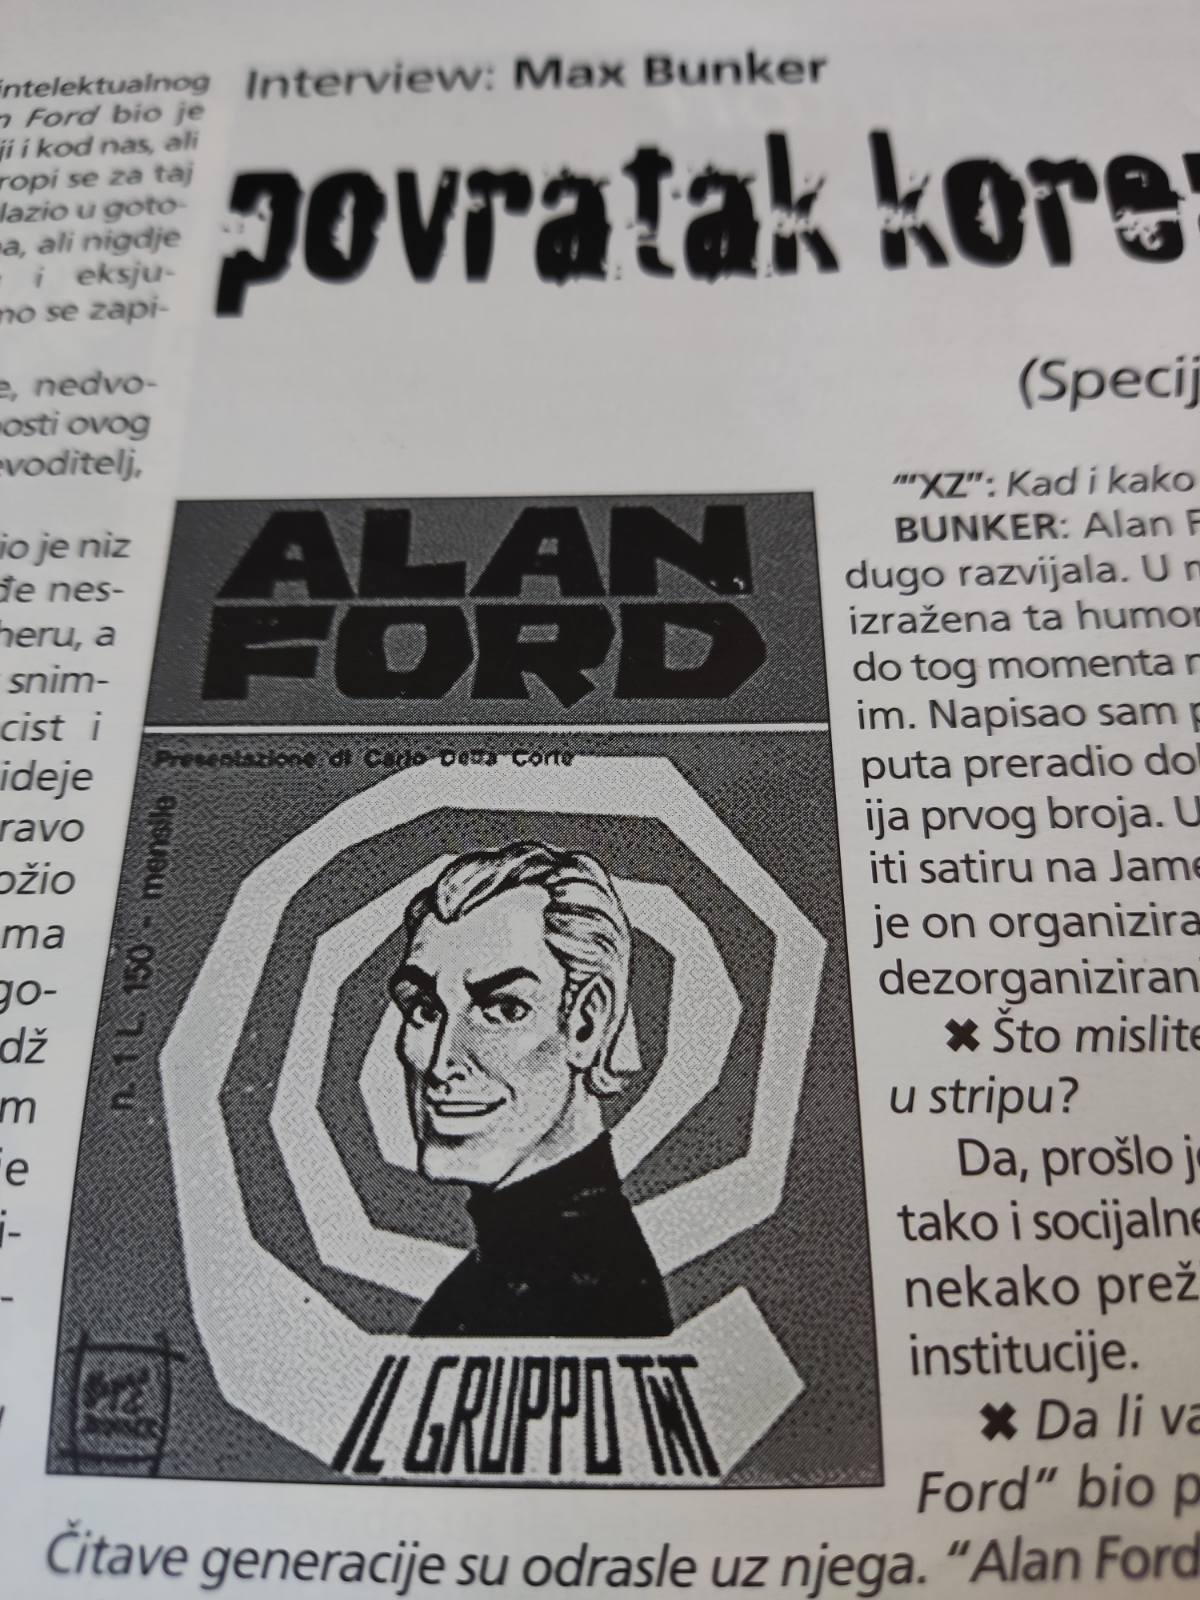 intelektualnog
Ford bio je
ji i kod nas, ali
ropi se za taj
lazio u goto-
a, ali nigdje
i eksju-
mo se zapi-
e, nedvo-
osti ovog
evoditelj,
io je niz
đe nes-
heru, a
snim-
cist i
ideje
ravo
ožio
ma
go-
dž
m
je
i-
-
Interview: Max Bunker
povratak kore
(Specij
ALAN
FORD
Presentazione di Carlo Della Corte
n. 1 L. 150 - mensile
IL GRUPPO TNT
"'XZ": Kad i kako
BUNKER: Alan F
dugo razvijala. U
izražena ta humor
do tog momenta
im. Napisao sam p
puta preradio do
ija prvog broja. U
iti satiru na Jame
je on organizira
dezorganiziran
✖ Što mislite
u stripu?
Da, prošlo je
tako i socijalne
nekako preži
institucije.
✖ Da li va
Ford" bio p
Čitave generacije su odrasle uz njega. "Alan Ford